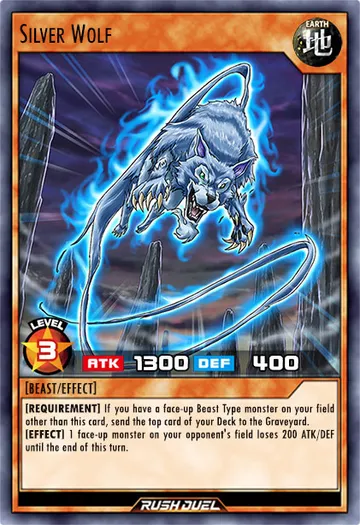 SILVER WOLF
EARTH
地
LEVEL
3
ATK 1300 DEF 400
[BEAST/EFFECT]
[REQUIREMENT] If you have a face-up Beast Type monster on your field
other than this card, send the top card of your Deck to the Graveyard.
[EFFECT] 1 face-up monster on your opponent's field loses 200 ATK/DEF
until the end of this turn.
RUSH DUEL